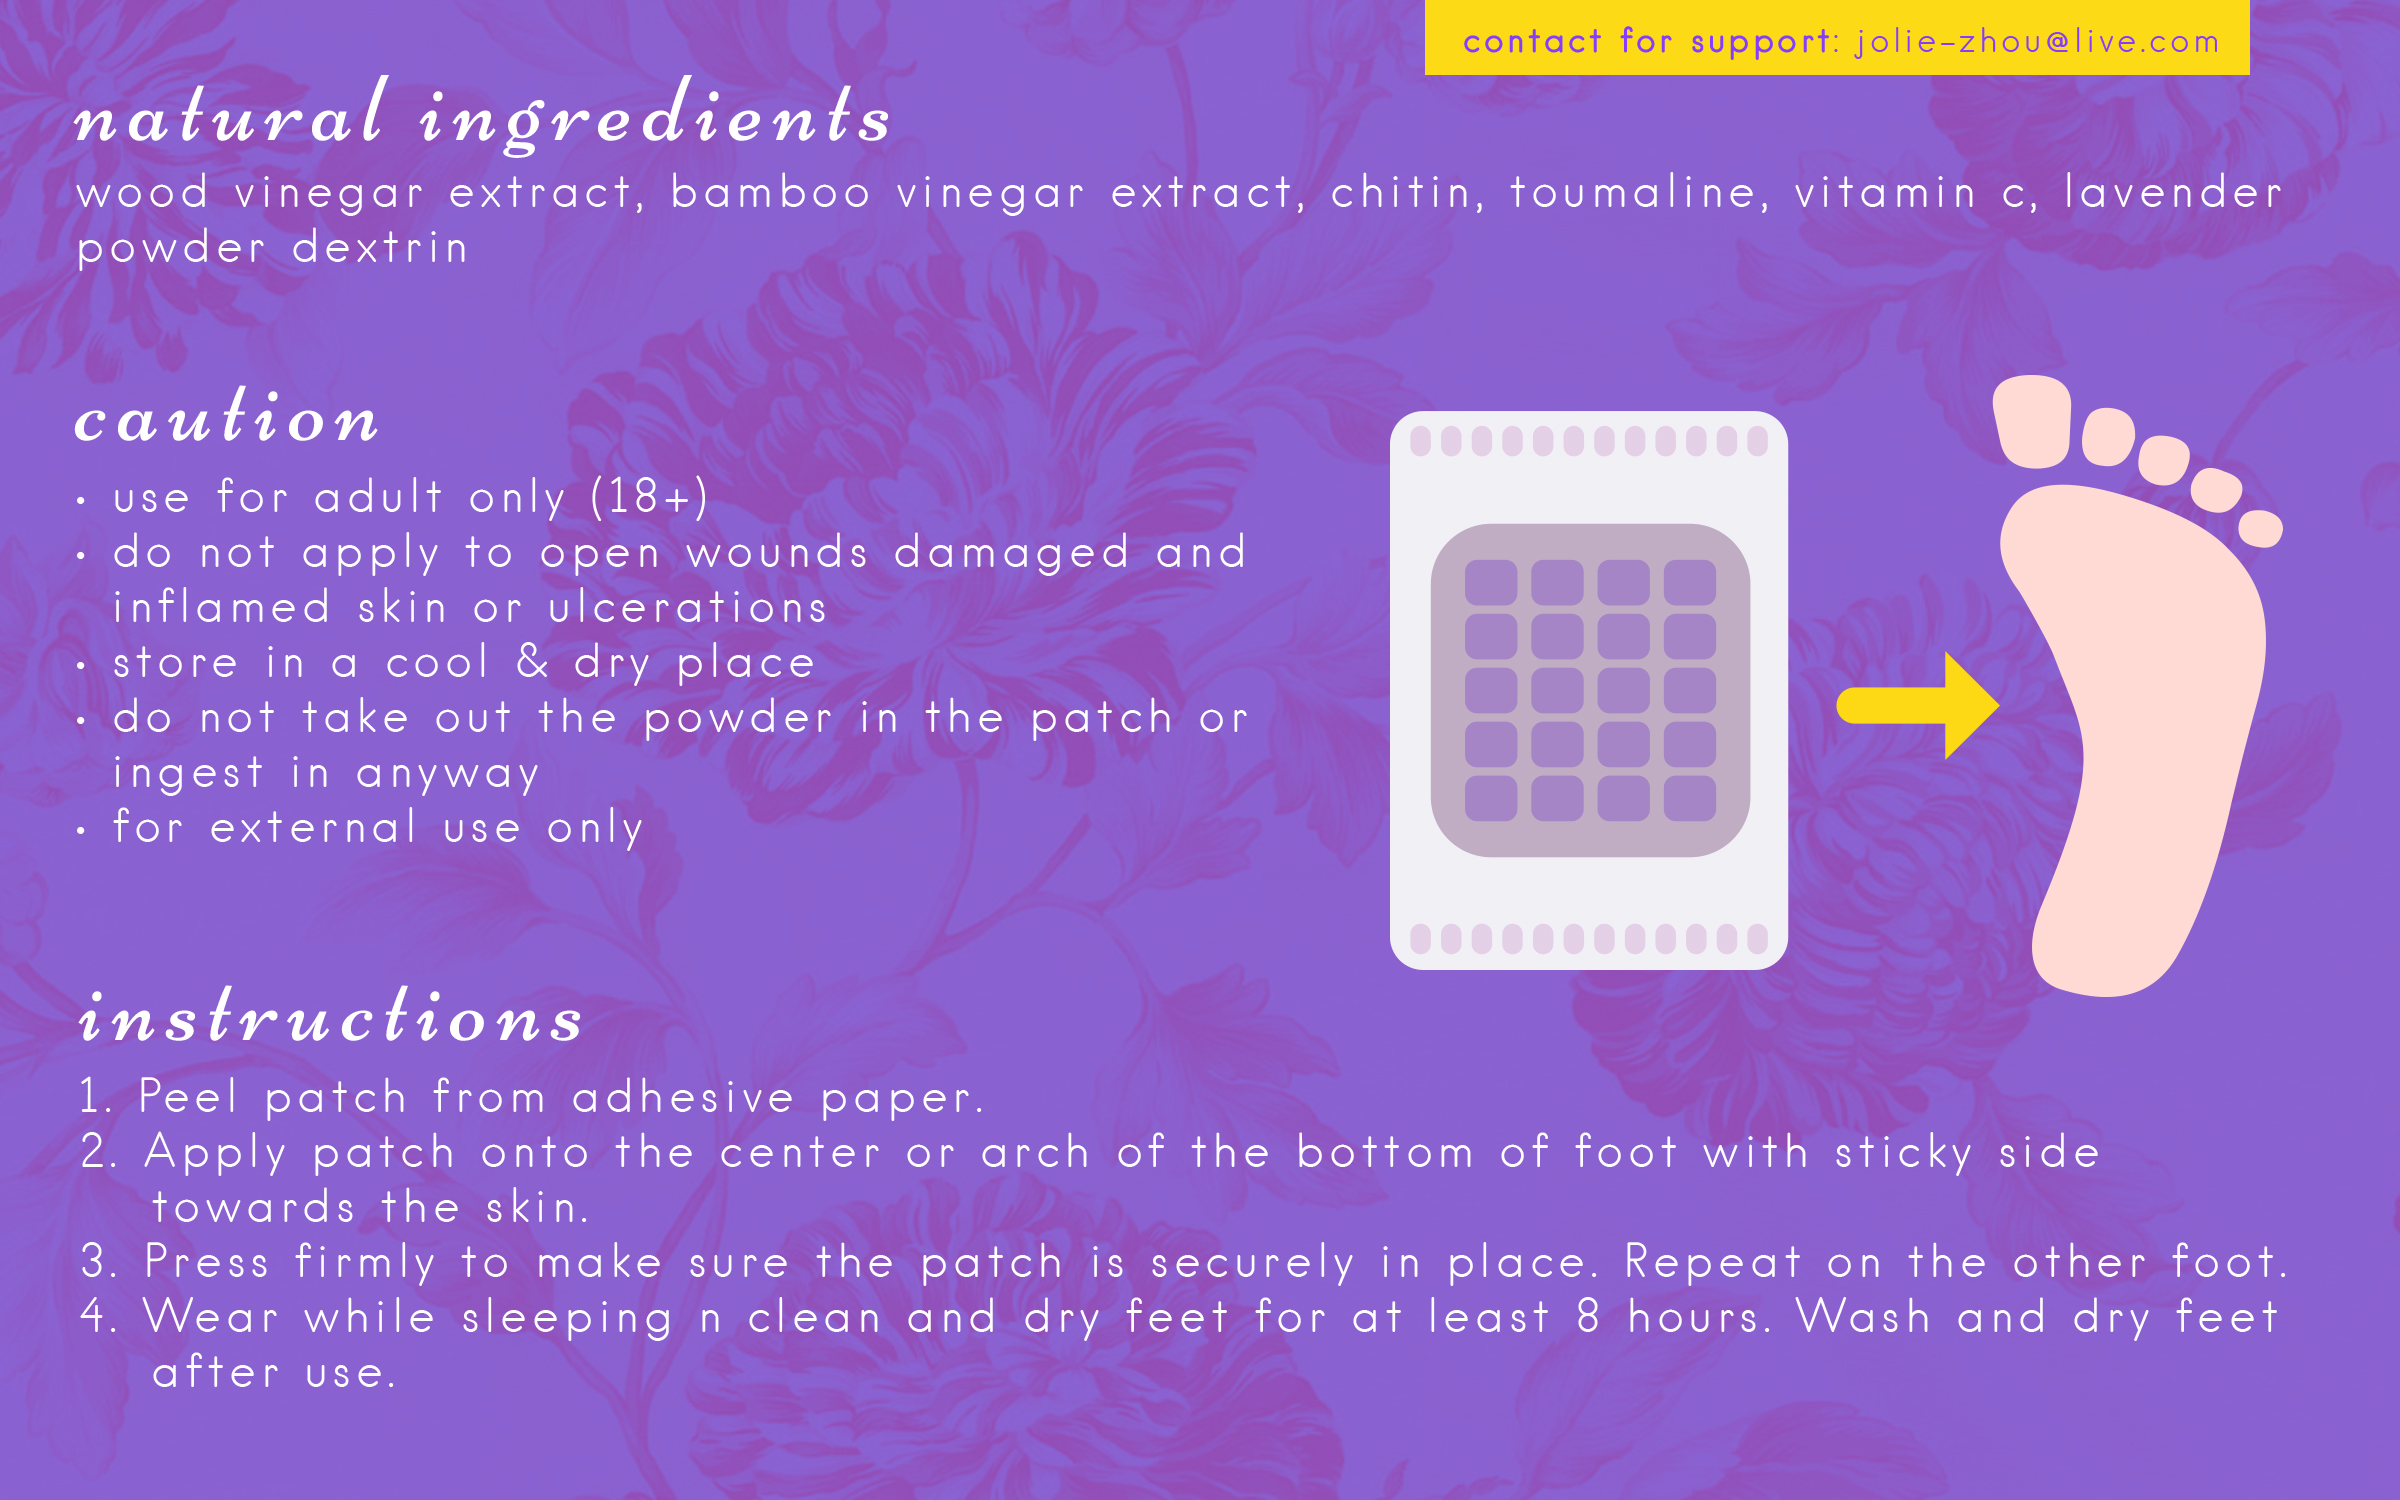 contact for support: jolie-zhou@live.com
natural ingredients
wood vinegar extract, bamboo vinegar extract, chitin, toumaline, vitamin c, lavender
powder dextrin
caution
• use for adult only (18+)
• do not apply to open wounds damaged and
inflamed skin or ulcerations
• store in a cool & dry place
• do not take out the powder in the patch or
ingest in anyway
• for external use only
instructions
1. Peel patch from adhesive paper.
2. Apply patch onto the center or arch of the bottom of foot with sticky side
towards the skin.
3. Press firmly to make sure the patch is securely in place. Repeat on the other foot.
4. Wear while sleeping n clean and dry feet for at least 8 hours. Wash and dry feet
after use.